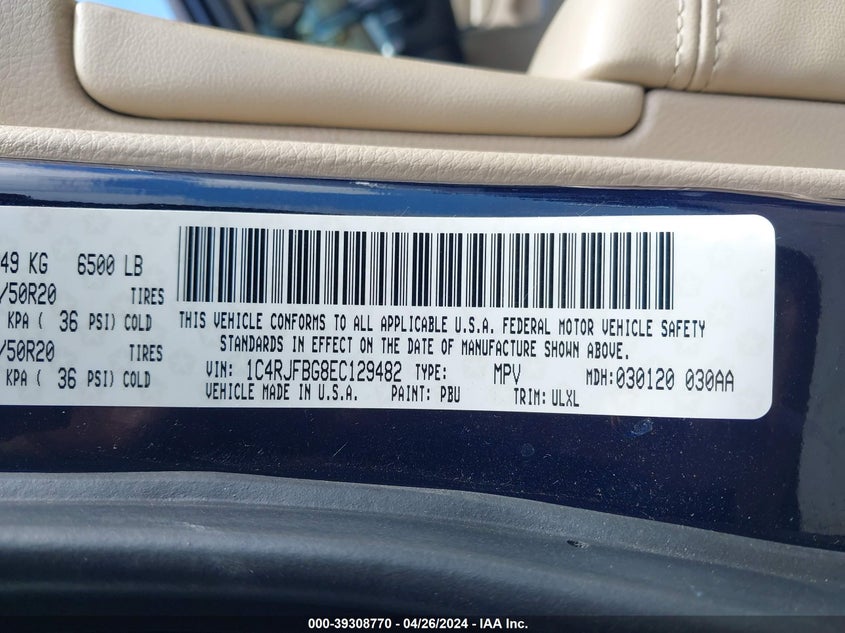 49 KG 6500 LB
/50R20 TIRES
KPA ( 36 PSI) COLD
/50R20 TIRES
KPA ( 36 PSI) COLD
THIS VEHICLE CONFORMS TO ALL APPLICABLE U.S.A. FEDERAL MOTOR VEHICLE SAFETY
STANDARDS IN EFFECT ON THE DATE OF MANUFACTURE SHOWN ABOVE.
VIN: 1C4RJFBG8EC129482 TYPE: MPV MDH:030120 030AA
VEHICLE MADE IN U.S.A. PAINT: PBU TRIM:ULXL
000-39308770 / 04/26/2024 - IAA Inc.